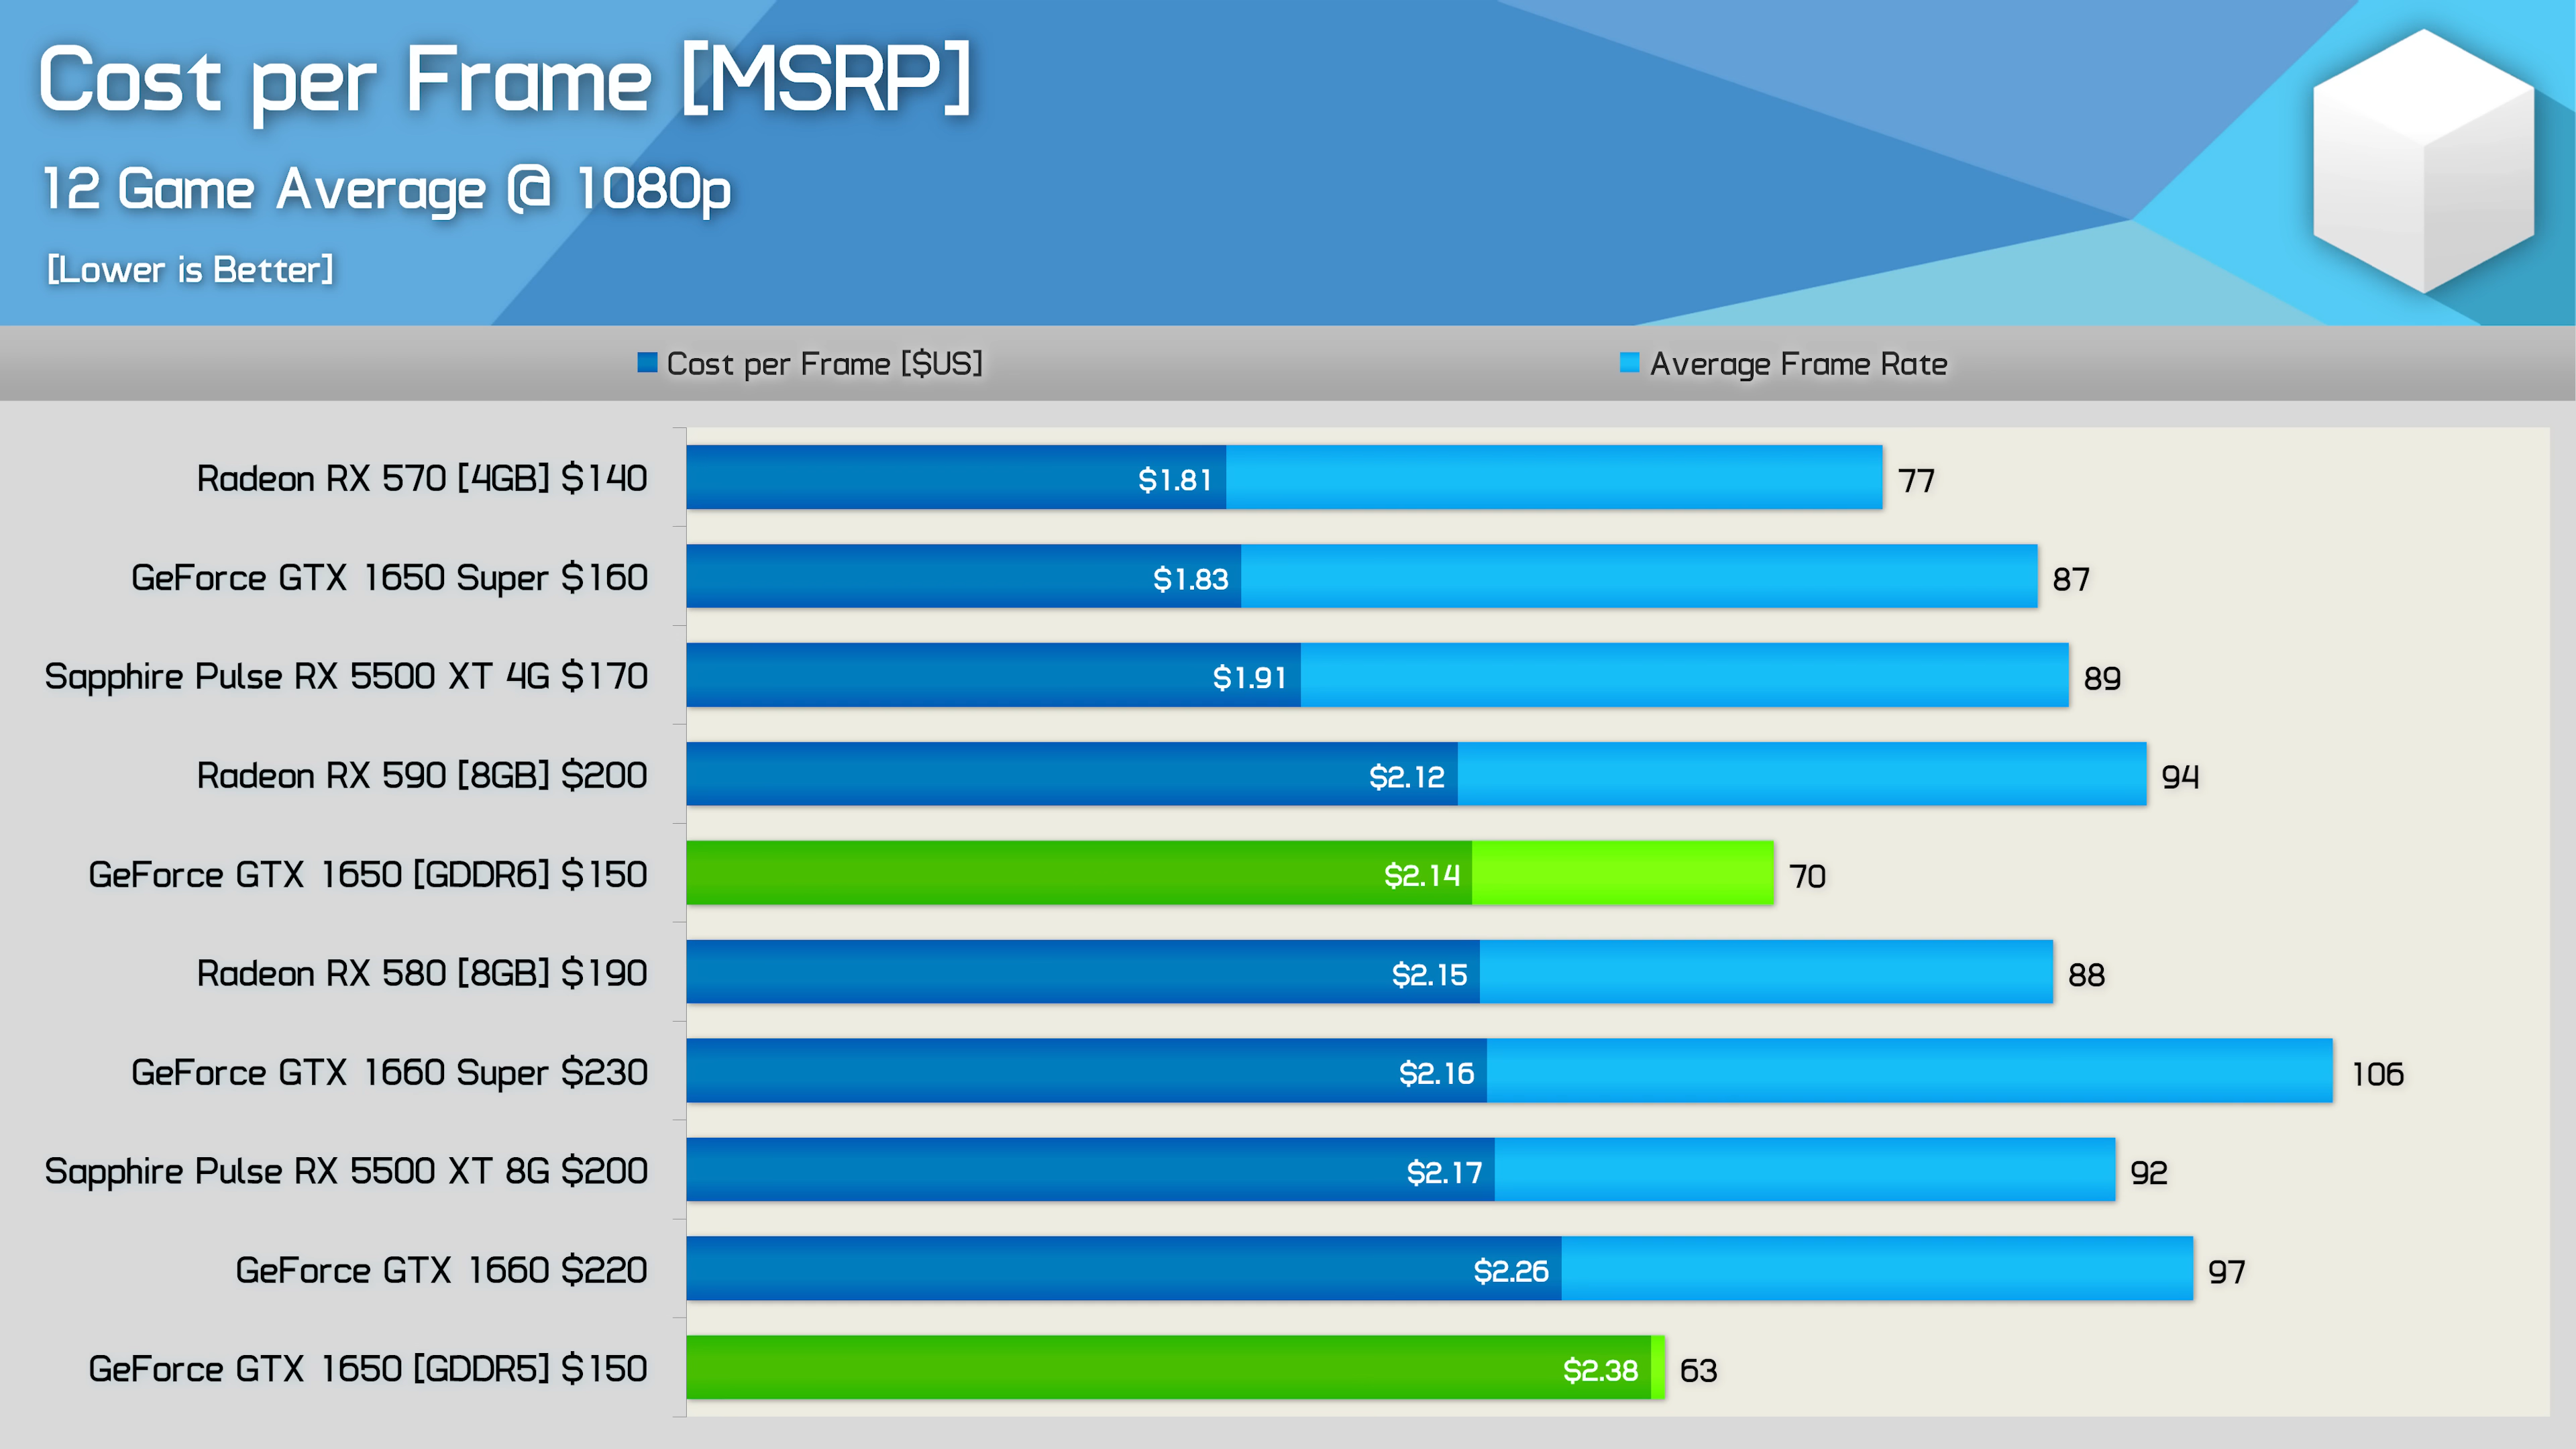 Cost per Frame [MSRP]
12 Game Average @ 1080p
[Lower is Better]
Cost per Frame [$US]
Average Frame Rate
Radeon RX 570 [4GB] $140
$1.81
77
GeForce GTX 1650 Super $160
$1.83
87
Sapphire Pulse RX 5500 XT 4G $170
$1.91
89
Radeon RX 590 [8GB] $200
$2.12
94
GeForce GTX 1650 [GDDR6] $150
$2.14
70
Radeon RX 580 [8GB] $190
$2.15
88
GeForce GTX 1660 Super $230
$2.16
106
Sapphire Pulse RX 5500 XT 8G $200
$2.17
92
GeForce GTX 1660 $220
$2.26
97
GeForce GTX 1650 [GDDR5] $150
$2.38
63